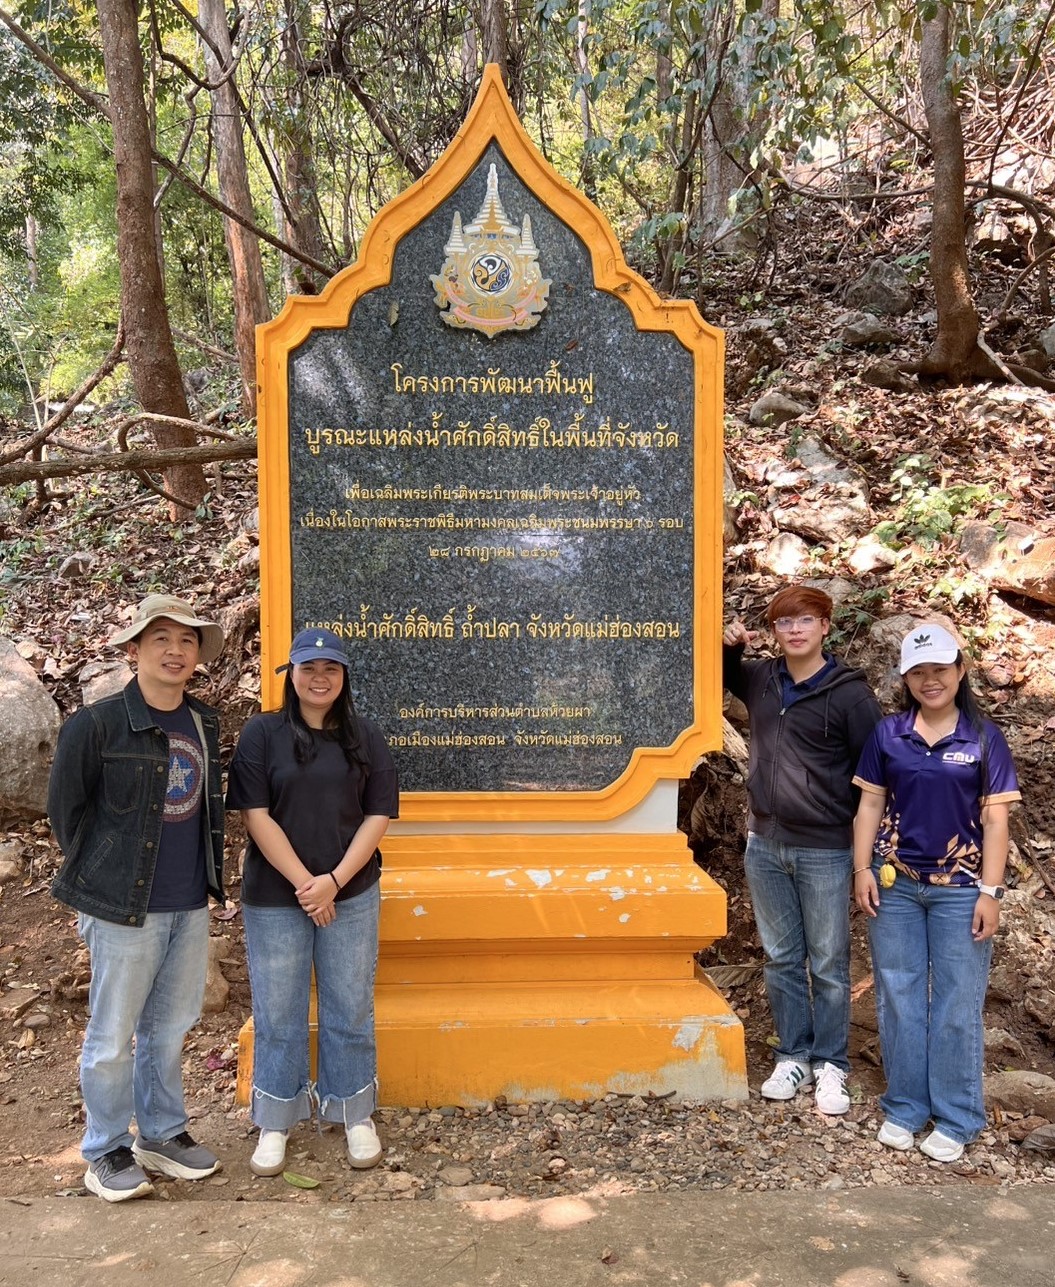 โครงการพัฒนาฟื้นฟู
บูรณะแหล่งน้ำศักดิ์สิทธิ์ในพื้นที่จังหวัด
เพื่อเฉลิมพระเกียรติพระบาทสมเด็จพระเจ้าอยู่หัว
เนื่องในโอกาสพระราชพิธีมหามงคลเฉลิมพระชนมพรรษา ๖ รอบ
๒๘ กรกฎาคม ๒๕๖๗
แหล่งน้ำศักดิ์สิทธิ์ ถ้ำปลา จังหวัดแม่ฮ่องสอน
องค์การบริหารส่วนตำบลห้วยผา
ภอเมืองแม่ฮ่องสอน จังหวัดแม่ฮ่องสอน
adidas
CMU